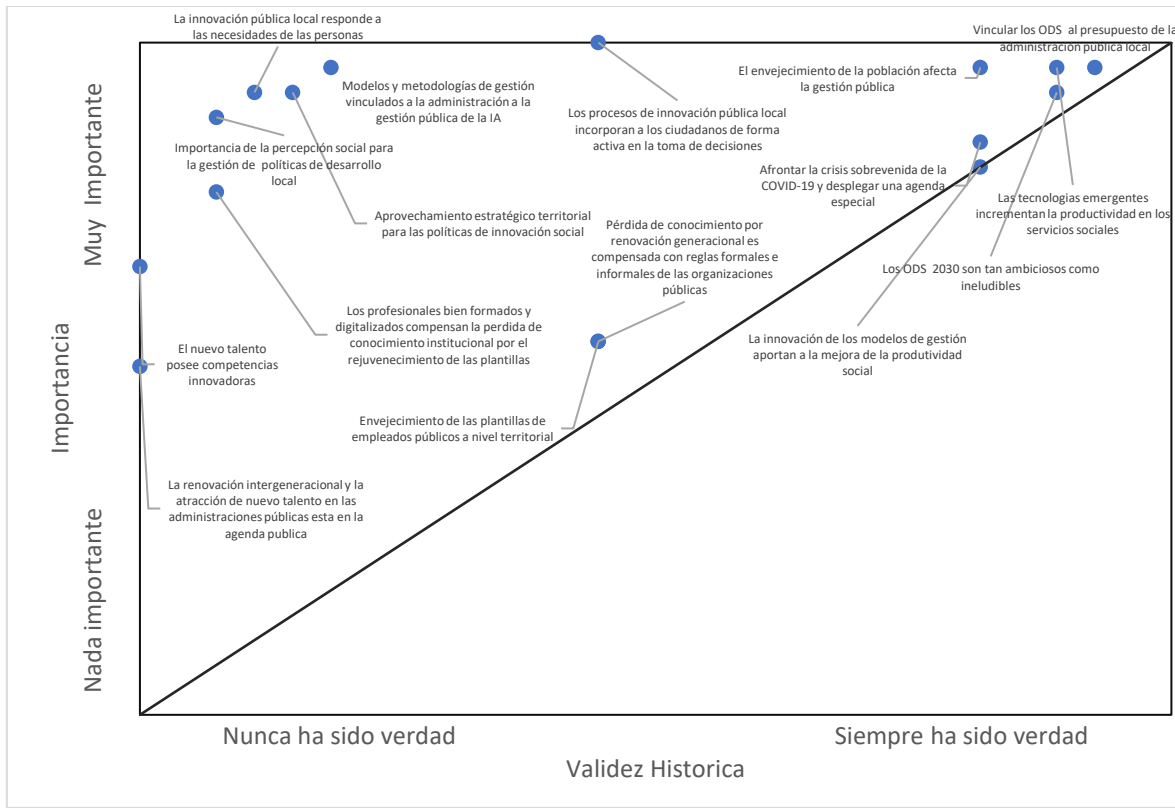 La innovación pública local responde a
las necesidades de las personas
Vincular los ODS al presupuesto de la
administración pública local
Modelos y metodologías de gestión
vinculados a la administración a la
gestión pública de la IA
El envejecimiento de la población afecta
la gestión pública
Los procesos de innovación pública local
incorporan a los ciudadanos de forma
activa en la toma de decisiones
Importancia de la percepción social para
la gestión de políticas de desarrollo
local
Afrontar la crisis sobrevenida de la
COVID-19 y desplegar una agenda
especial
Las tecnologías emergentes
incrementan la productividad en los
servicios sociales
Aprovechamiento estratégico territorial
para las políticas de innovación social
Pérdida de conocimiento por
renovación generacional es
compensada con reglas formales e
informales de las organizaciones
públicas
Los ODS 2030 son tan ambiciosos como
ineludibles
Los profesionales bien formados y
digitalizados compensan la perdida de
conocimiento institucional por el
rejuvenecimiento de las plantillas
La innovación de los modelos de gestión
aportan a la mejora de la produtividad
social
El nuevo talento
posee competencias
innovadoras
Envejecimiento de las plantillas de
empleados públicos a nivel territorial
La renovación intergeneracional y la
atracción de nuevo talento en las
administraciones públicas esta en la
agenda publica
Muy Importante
Importancia
Nada importante
Nunca ha sido verdad
Siempre ha sido verdad
Validez Historica